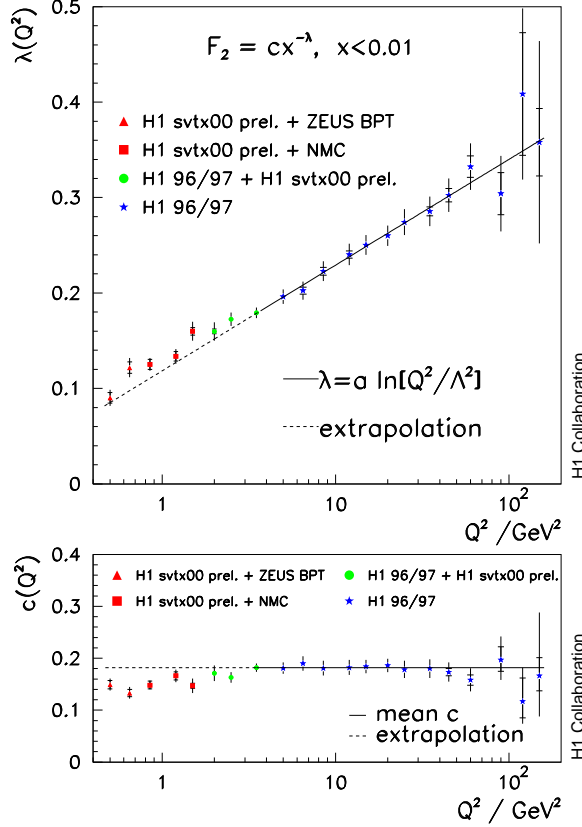 λ(Q²)
F₂ = cx^{-λ}, x<0.01
H1 svtx00 prel. + ZEUS BPT
H1 svtx00 prel. + NMC
H1 96/97 + H1 svtx00 prel.
H1 96/97
λ=a ln[Q²/Λ²]
extrapolation
0.5
0.4
0.3
0.2
0.1
0
1
10
10²
Q² /GeV²
H1 Collaboration
c(Q²)
H1 svtx00 prel. + ZEUS BPT
H1 96/97 + H1 svtx00 prel.
H1 svtx00 prel. + NMC
H1 96/97
mean c
extrapolation
0.4
0.3
0.2
0.1
0
1
10
10²
Q² /GeV²
H1 Collaboration